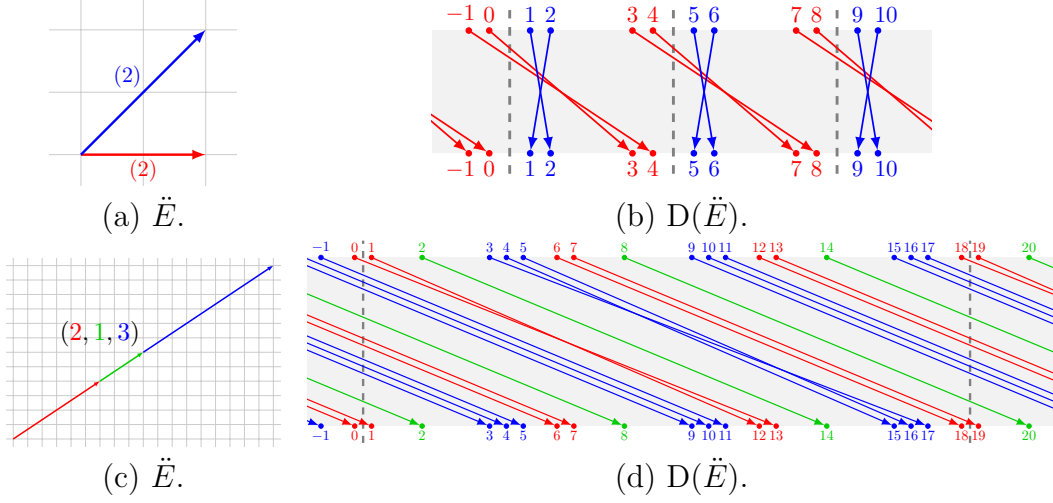 (2)
(2)
(a) Ë.
−1 0 1 2 3 4 5 6 7 8 9 10
−1 0 1 2 3 4 5 6 7 8 9 10
(b) D(Ë).
(2, 1, 3)
(c) Ë.
−1 0 1 2 3 4 5 6 7 8 9 10 11 12 13 14 15 16 17 18 19 20
−1 0 1 2 3 4 5 6 7 8 9 10 11 12 13 14 15 16 17 18 19 20
(d) D(Ë).